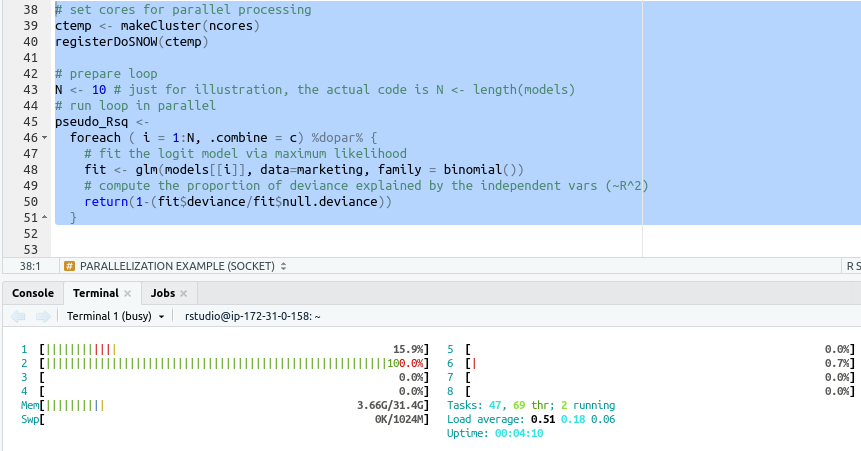 38 # set cores for parallel processing
39 ctemp <- makeCluster(ncores)
40 registerDoSNOW(ctemp)
41
42 # prepare loop
43 N <- 10 # just for illustration, the actual code is N <- length(models)
44 # run loop in parallel
45 pseudo_Rsq <-
46 foreach ( i = 1:N, .combine = c) %dopar% {
47 # fit the logit model via maximum likelihood
48 fit <- glm(models[[i]], data=marketing, family = binomial())
49 # compute the proportion of deviance explained by the independent vars (~R^2)
50 return(1-(fit$deviance/fit$null.deviance))
51 }
52
53
38:1 # PARALLELIZATION EXAMPLE (SOCKET) R S
Console Terminal Jobs
Terminal 1 (busy) rstudio@ip-172-31-0-158: ~
1 [||||||||||||| 15.9%] 5 [ 0.0%]
2 [||||||||||||||||||||||||||||||||||||||||||||||||||||||100.0%] 6 [| 0.7%]
3 [ 0.0%] 7 [ 0.0%]
4 [ 0.0%] 8 [ 0.0%]
Mem[||||||||||| 3.66G/31.4G] Tasks: 47, 69 thr; 2 running
Swp[ 0K/1024M] Load average: 0.51 0.18 0.06
Uptime: 00:04:10